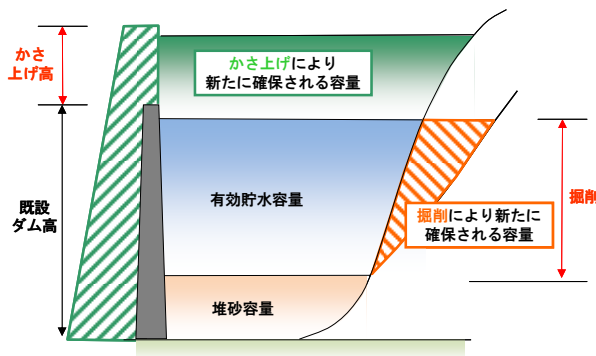 かさ
上げ高
かさ上げにより
新たに確保される容量
既設
ダム高
有効貯水容量
掘削により新たに
確保される容量
掘削
堆砂容量